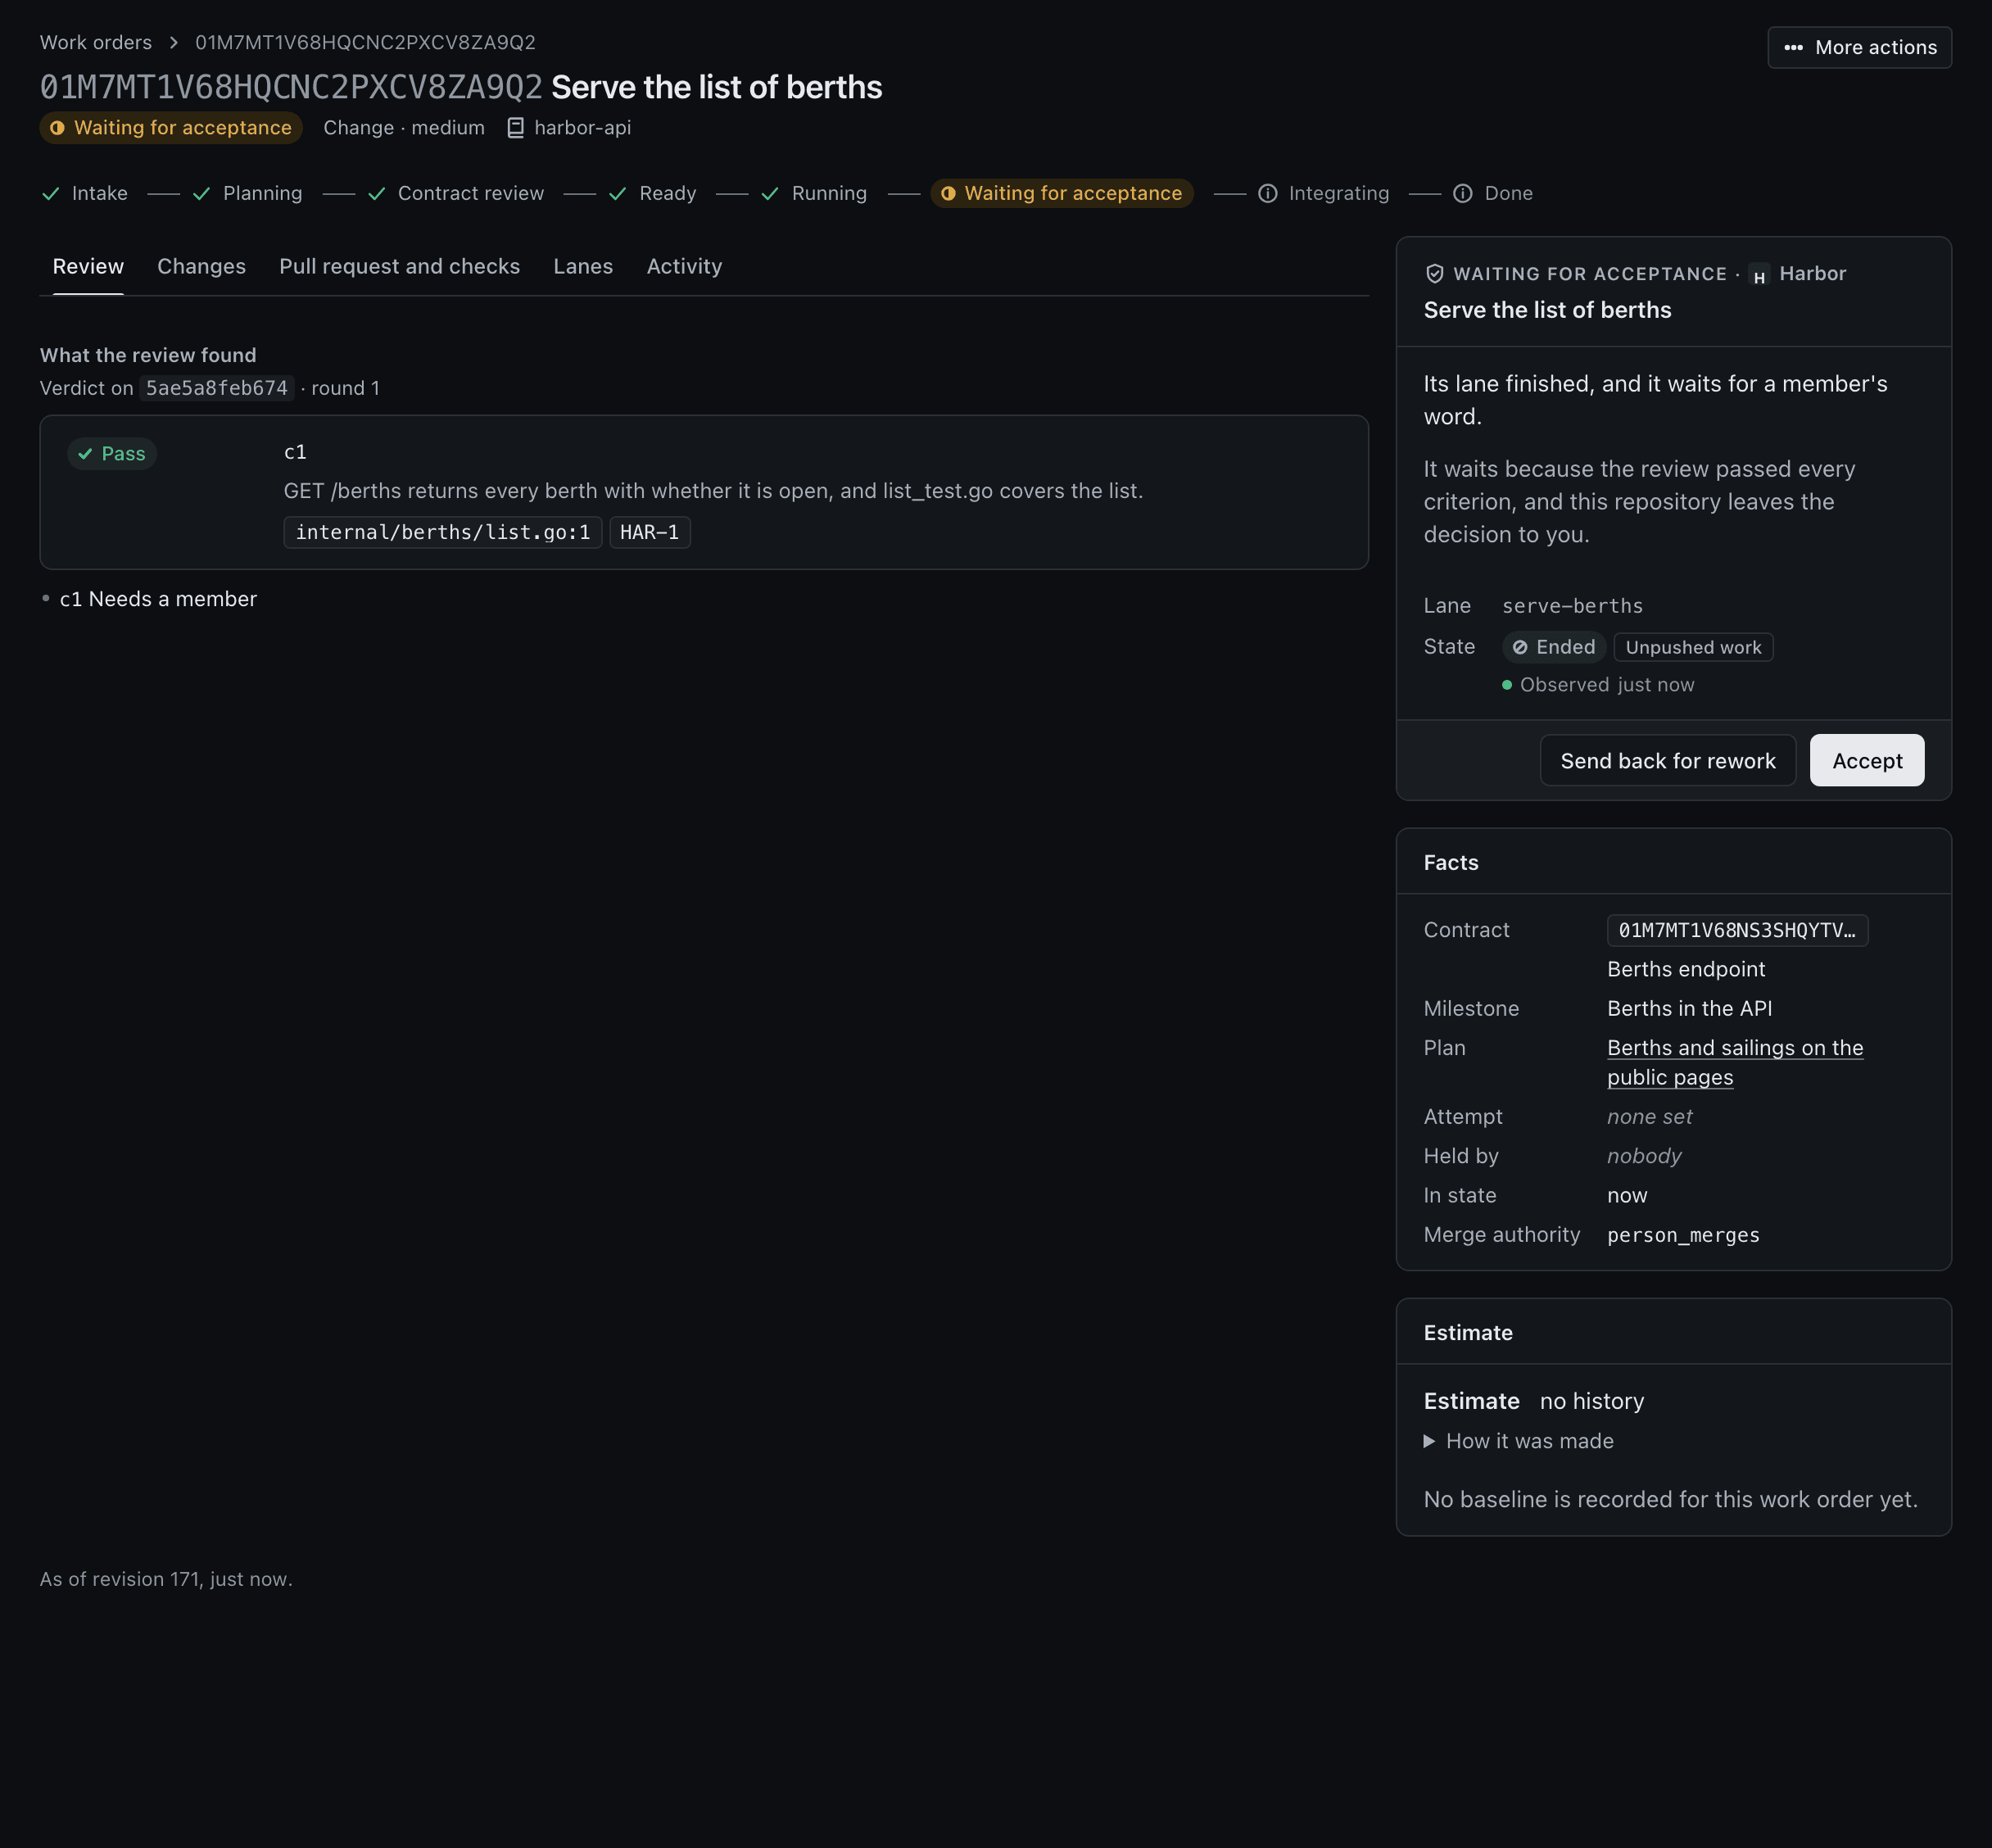 Work orders > 01M7MT1V68HQCNC2PXCV8ZA9Q2
More actions
01M7MT1V68HQCNC2PXCV8ZA9Q2 Serve the list of berths
Waiting for acceptance Change · medium harbor-api
Intake Planning Contract review Ready Running Waiting for acceptance Integrating Done
Review Changes Pull request and checks Lanes Activity
What the review found
Verdict on 5ae5a8feb674 · round 1
Pass c1
GET /berths returns every berth with whether it is open, and list_test.go covers the list.
internal/berths/list.go:1 HAR-1
• c1 Needs a member
WAITING FOR ACCEPTANCE · H Harbor
Serve the list of berths
Its lane finished, and it waits for a member's
word.
It waits because the review passed every
criterion, and this repository leaves the
decision to you.
Lane serve-berths
State Ended Unpushed work
Observed just now
Send back for rework Accept
Facts
Contract 01M7MT1V68NS3SHQYTV…
Berths endpoint
Milestone Berths in the API
Plan Berths and sailings on the
public pages
Attempt none set
Held by nobody
In state now
Merge authority person_merges
Estimate
Estimate no history
How it was made
No baseline is recorded for this work order yet.
As of revision 171, just now.